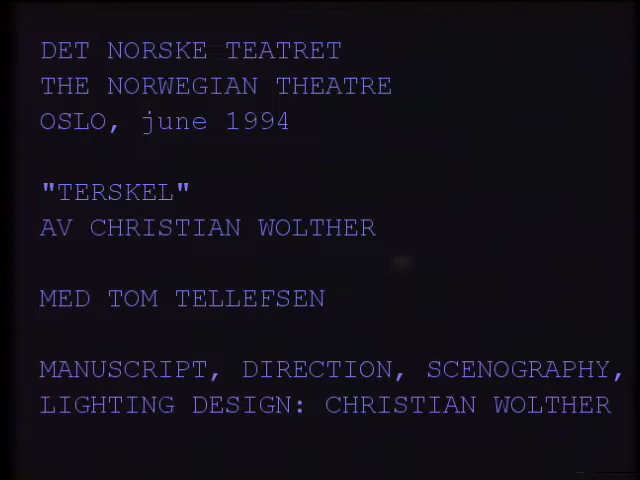 DET NORSKE TEATRET
THE NORWEGIAN THEATRE
OSLO, june 1994
"TERSKEL"
AV CHRISTIAN WOLTHER
MED TOM TELLEFSEN
MANUSCRIPT, DIRECTION, SCENOGRAPHY,
LIGHTING DESIGN: CHRISTIAN WOLTHER